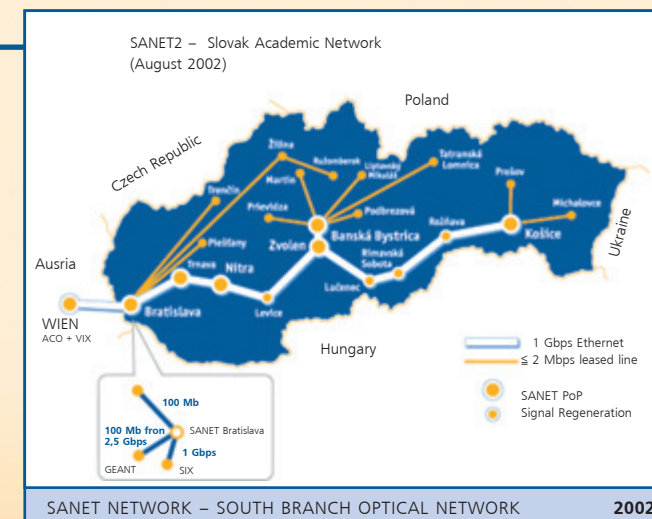 SANET2 – Slovak Academic Network
(August 2002)
Poland
Czech Republic
Žilina
Ružomberok
Liptovský
Mikuláš
Tatranská
Lomnica
Martin
Prešov
Trenčín
Prievidza
Podbrezová
Michalovce
Piešťany
Banská Bystrica
Rožňava
Košice
Ukraine
Zvolen
Ausria
Trnava
Nitra
Rimavská
Sobota
Lučenec
Levice
Bratislava
WIEN
ACO + VIX
Hungary
1 Gbps Ethernet
≦ 2 Mbps leased line
SANET PoP
Signal Regeneration
100 Mb
100 Mb fron
2,5 Gbps
SANET Bratislava
1 Gbps
GEANT
SIX
SANET NETWORK – SOUTH BRANCH OPTICAL NETWORK 2002